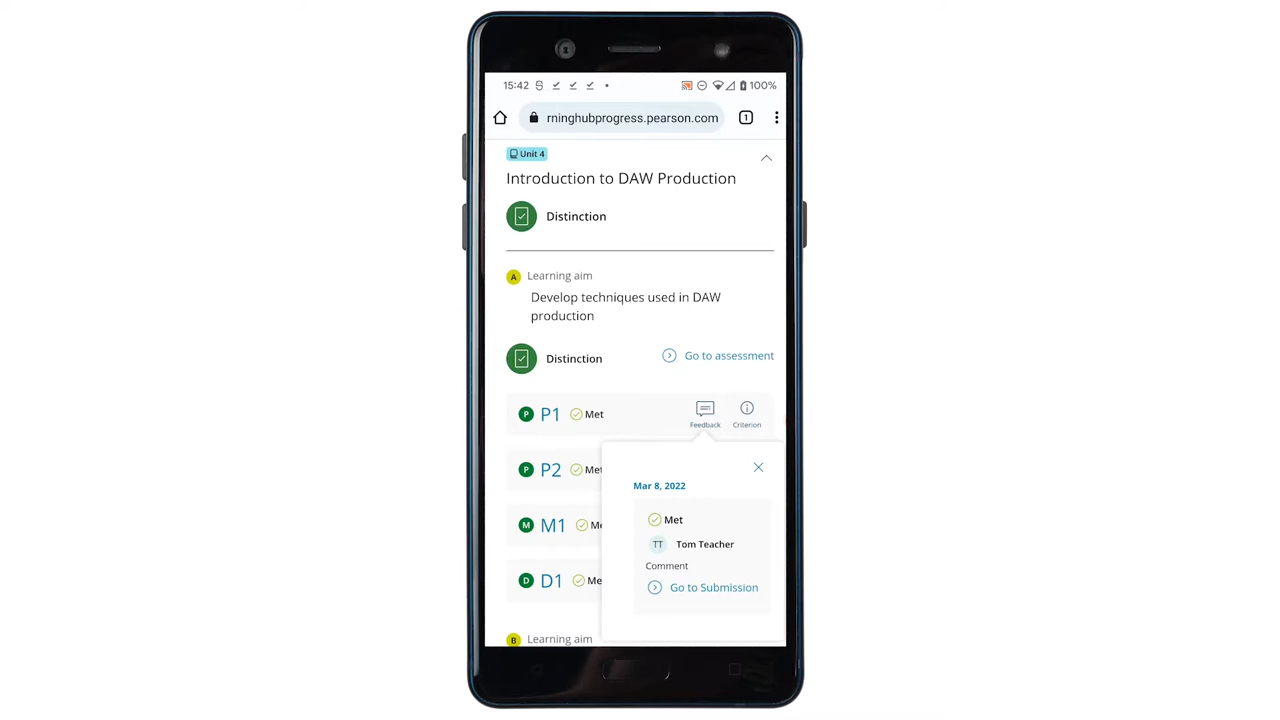 15:42 100%
rninghubprogress.pearson.com 1
Unit 4
Introduction to DAW Production
Distinction
A Learning aim
Develop techniques used in DAW
production
Distinction Go to assessment
P P1 Met Feedback Criterion
P P2 Met
M M1 Me
D D1 Me
Mar 8, 2022
Met
TT Tom Teacher
Comment
Go to Submission
B Learning aim